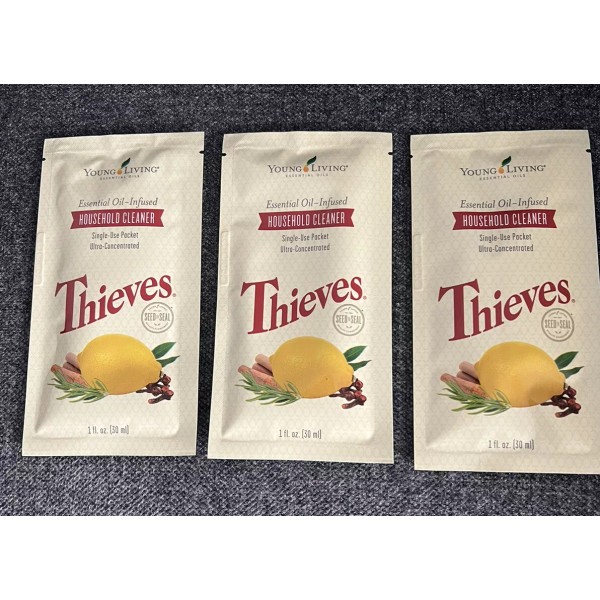 YOUNG LIVING®
ESSENTIAL OILS
Essential Oil-Infused
HOUSEHOLD CLEANER
Single-Use Packet
Ultra-Concentrated
Thieves®
SEED TO SEAL
1 fl. oz. (30 ml)
YOUNG LIVING®
ESSENTIAL OILS
Essential Oil-Infused
HOUSEHOLD CLEANER
Single-Use Packet
Ultra-Concentrated
Thieves®
SEED TO SEAL
1 fl. oz. (30 ml)
YOUNG LIVING®
ESSENTIAL OILS
Essential Oil-Infused
HOUSEHOLD CLEANER
Single-Use Packet
Ultra-Concentrated
Thieves®
SEED TO SEAL
1 fl. oz. (30 ml)